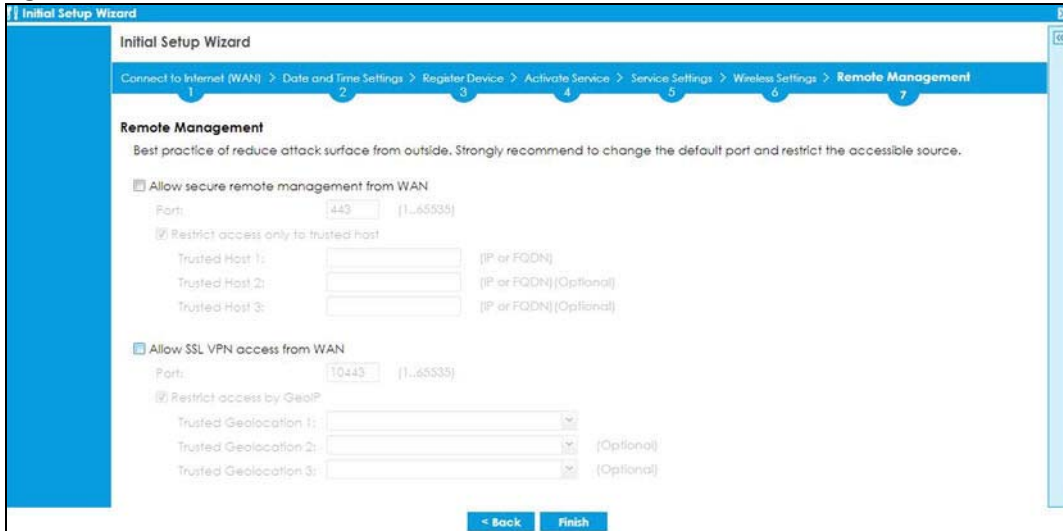 Initial Setup Wizard
Initial Setup Wizard
Connect to Internet (WAN) > Date and Time Settings > Register Device > Activate Service > Service Settings > Wireless Settings > Remote Management
1 2 3 4 5 6 7
Remote Management
Best practice of reduce attack surface from outside. Strongly recommend to change the default port and restrict the accessible source.
Allow secure remote management from WAN
Port: 443 (1..65535)
Restrict access only to trusted host
Trusted Host 1: (IP or FQDN)
Trusted Host 2: (IP or FQDN)(Optional)
Trusted Host 3: (IP or FQDN)(Optional)
Allow SSL VPN access from WAN
Port: 10443 (1..65535)
Restrict access by GeoIP
Trusted Geolocation 1:
Trusted Geolocation 2: (Optional)
Trusted Geolocation 3: (Optional)
< Back Finish